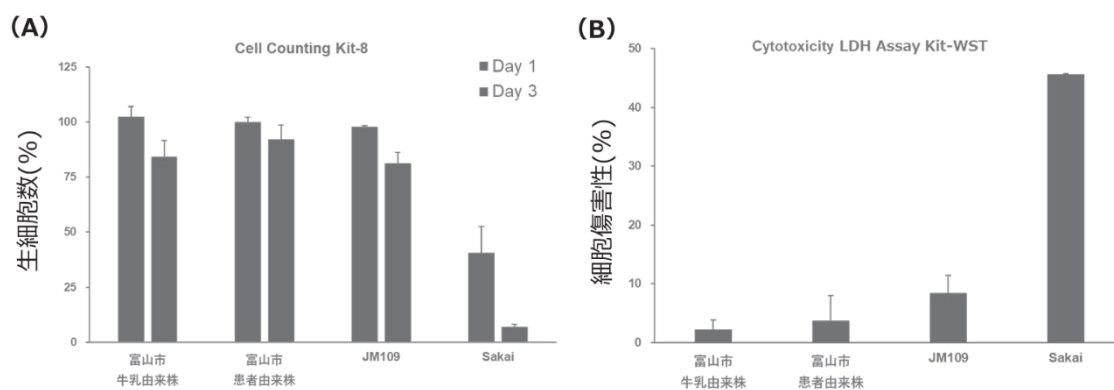 (A)
Cell Counting Kit-8
Day 1
Day 3
生細胞数(%)
125
100
75
50
25
0
富山市
牛乳由来株
富山市
患者由来株
JM109
Sakai
(B)
Cytotoxicity LDH Assay Kit-WST
細胞傷害性(%)
50
40
30
20
10
0
富山市
牛乳由来株
富山市
患者由来株
JM109
Sakai